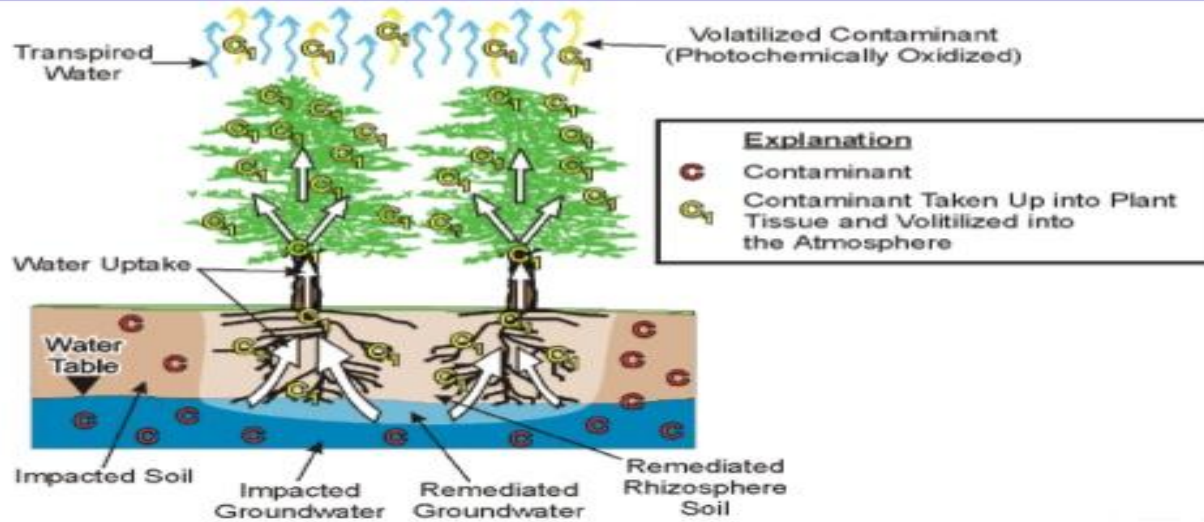 Transpired
Water
Volatilized Contaminant
(Photochemically Oxidized)
Explanation
C Contaminant
C1 Contaminant Taken Up into Plant
Tissue and Volitilized into
the Atmosphere
Water Uptake
Water
Table
Impacted Soil
Impacted
Groundwater
Remediated
Groundwater
Remediated
Rhizosphere
Soil